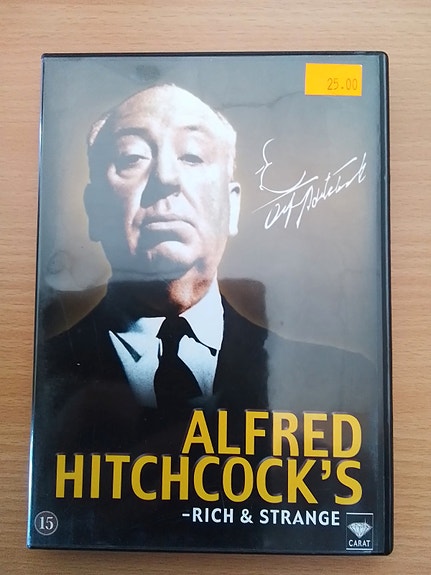 25.00
ALFRED
HITCHCOCK'S
-RICH & STRANGE
15
CARAT